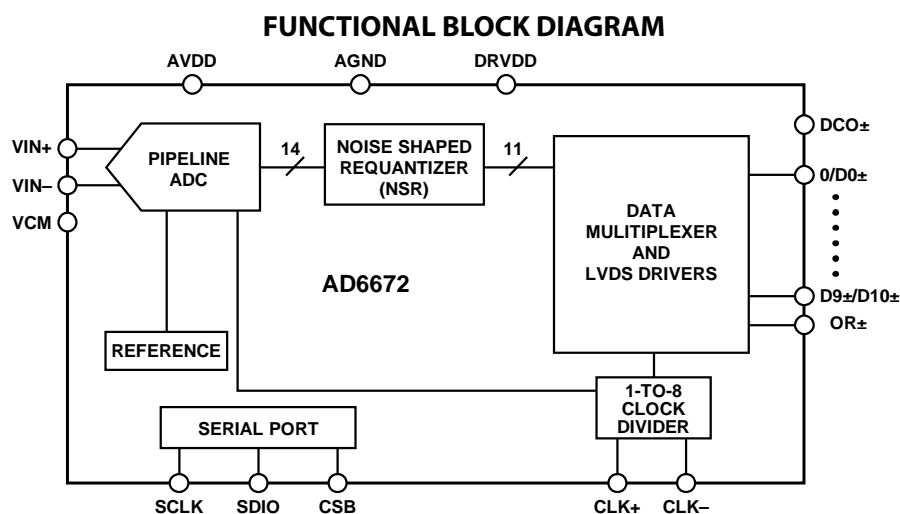 FUNCTIONAL BLOCK DIAGRAM
AVDD
AGND
DRVDD
VIN+
VIN–
VCM
PIPELINE
ADC
14
NOISE SHAPED
REQUANTIZER
(NSR)
11
DATA
MULITIPLEXER
AND
LVDS DRIVERS
DCO±
0/D0±
D9±/D10±
OR±
AD6672
REFERENCE
1-TO-8
CLOCK
DIVIDER
SERIAL PORT
SCLK
SDIO
CSB
CLK+
CLK–